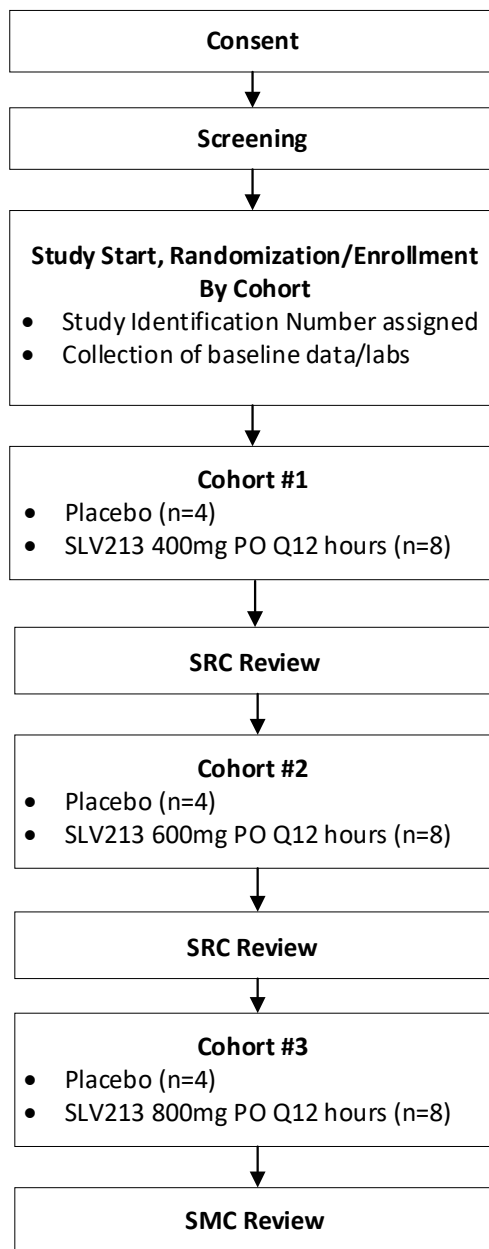 Consent
Screening
Study Start, Randomization/Enrollment
By Cohort
• Study Identification Number assigned
• Collection of baseline data/labs
Cohort #1
• Placebo (n=4)
• SLV213 400mg PO Q12 hours (n=8)
SRC Review
Cohort #2
• Placebo (n=4)
• SLV213 600mg PO Q12 hours (n=8)
SRC Review
Cohort #3
• Placebo (n=4)
• SLV213 800mg PO Q12 hours (n=8)
SMC Review